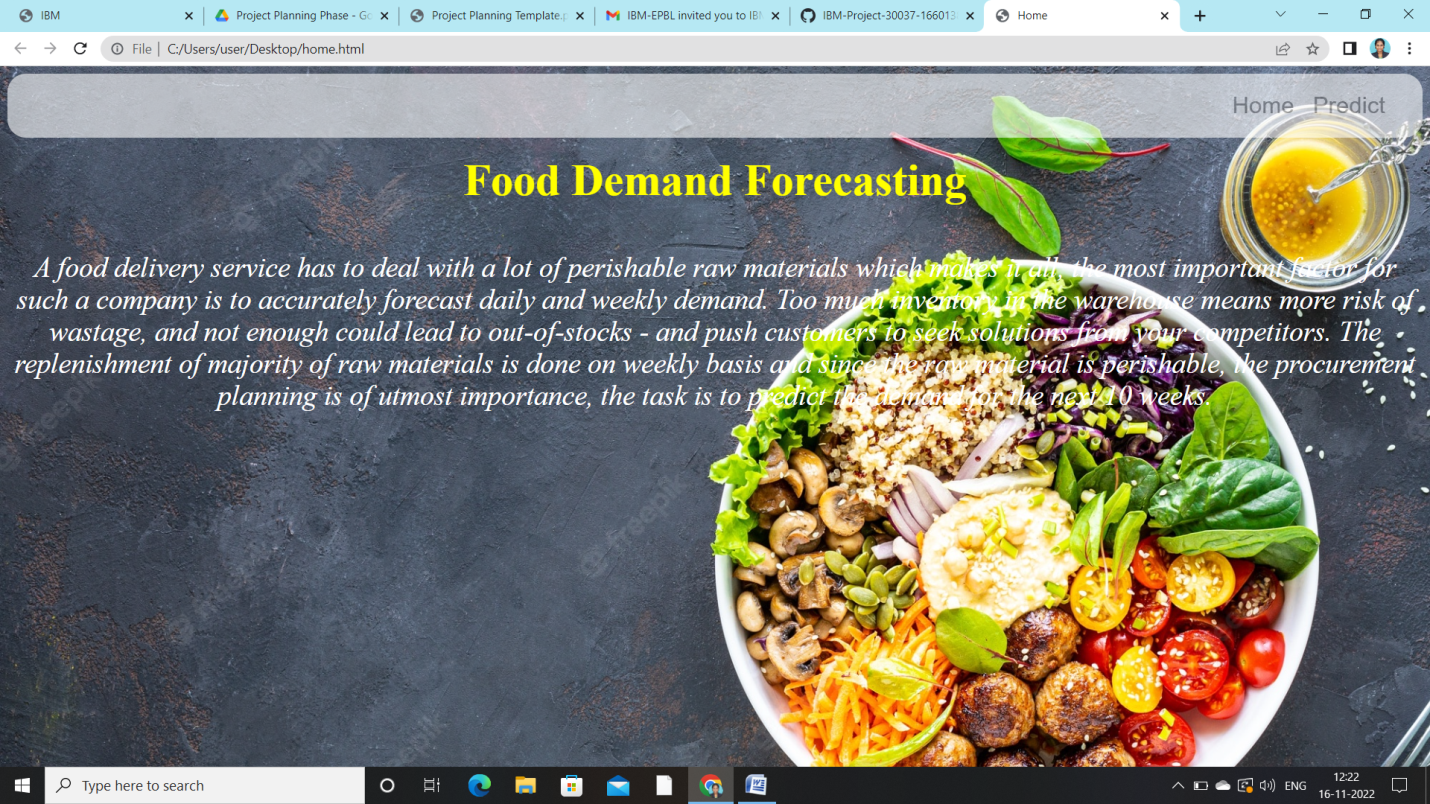 IBM
Project Planning Phase - Go
Project Planning Template.p
IBM-EPBL invited you to IBM
IBM-Project-30037-166013
Home
File | C:/Users/user/Desktop/home.html
Home Predict
Food Demand Forecasting
A food delivery service has to deal with a lot of perishable raw materials which makes it all, the most important factor for
such a company is to accurately forecast daily and weekly demand. Too much inventory in the warehouse means more risk of
wastage, and not enough could lead to out-of-stocks - and push customers to seek solutions from your competitors. The
replenishment of majority of raw materials is done on weekly basis and since the raw material is perishable, the procurement
planning is of utmost importance, the task is to predict the demand for the next 10 weeks.
Type here to search
ENG
12:22
16-11-2022